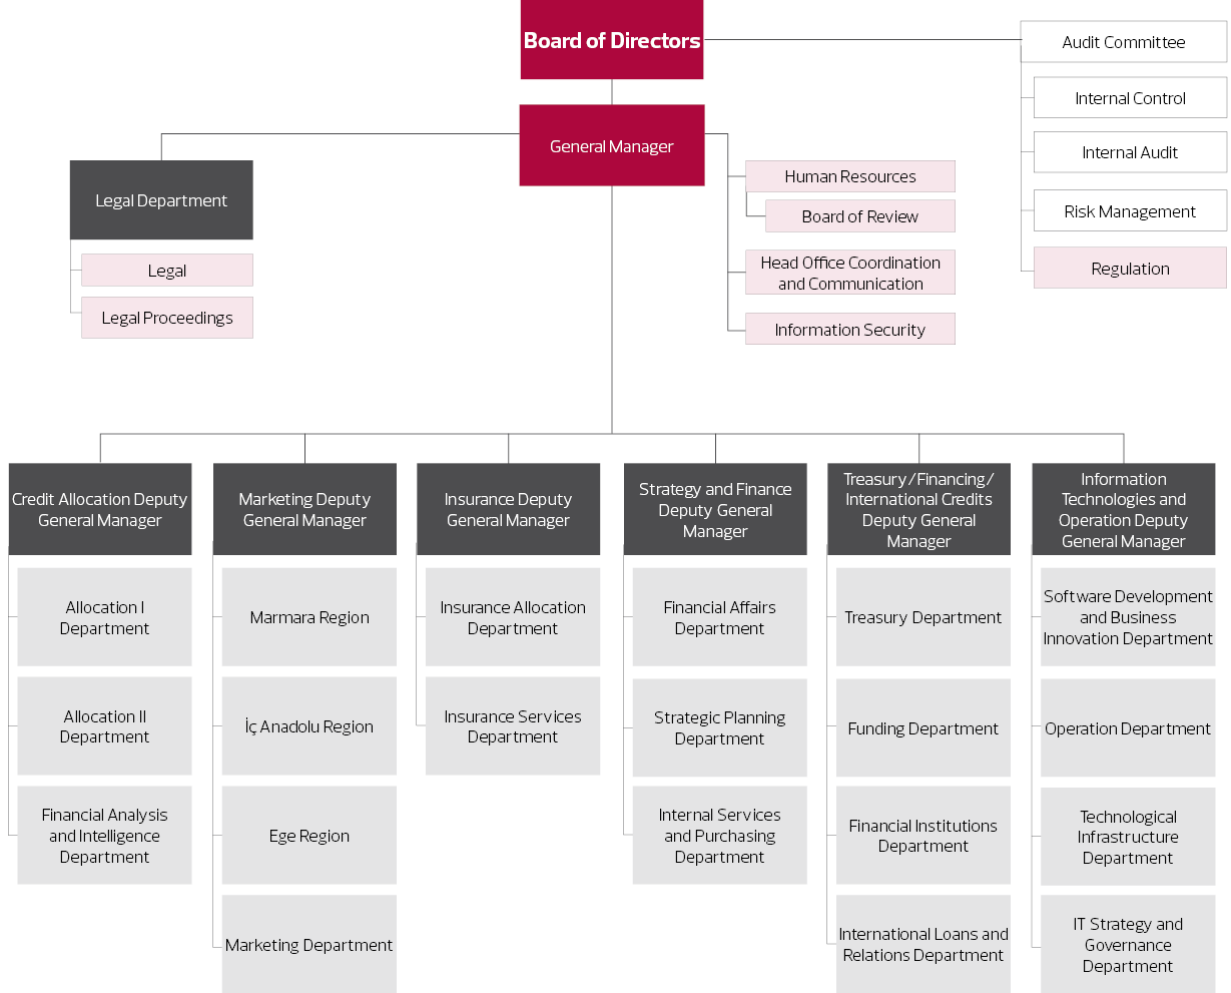 Board of Directors
Audit Committee
Internal Control
Internal Audit
Risk Management
Regulation
General Manager
Legal Department
Legal
Legal Proceedings
Human Resources
Board of Review
Head Office Coordination
and Communication
Information Security
Credit Allocation Deputy
General Manager
Allocation I
Department
Allocation II
Department
Financial Analysis
and Intelligence
Department
Marketing Deputy
General Manager
Marmara Region
İç Anadolu Region
Ege Region
Marketing Department
Insurance Deputy
General Manager
Insurance Allocation
Department
Insurance Services
Department
Strategy and Finance
Deputy General
Manager
Financial Affairs
Department
Strategic Planning
Department
Internal Services
and Purchasing
Department
Treasury/Financing/
International Credits
Deputy General
Manager
Treasury Department
Funding Department
Financial Institutions
Department
International Loans and
Relations Department
Information
Technologies and
Operation Deputy
General Manager
Software Development
and Business
Innovation Department
Operation Department
Technological
Infrastructure
Department
IT Strategy and
Governance
Department